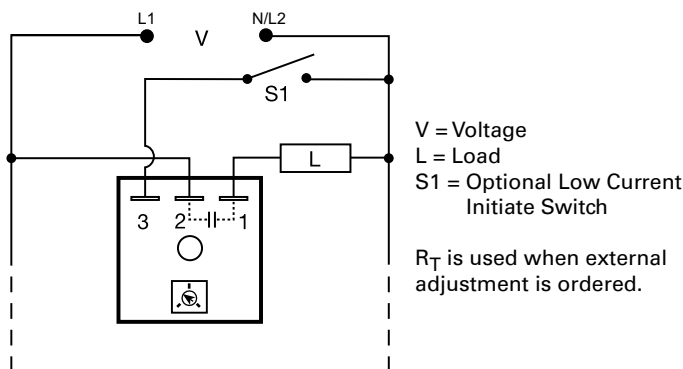 L1
V
N/L2
S1
L
3
2
1
V = Voltage
L = Load
S1 = Optional Low Current
Initiate Switch
R_T is used when external
adjustment is ordered.